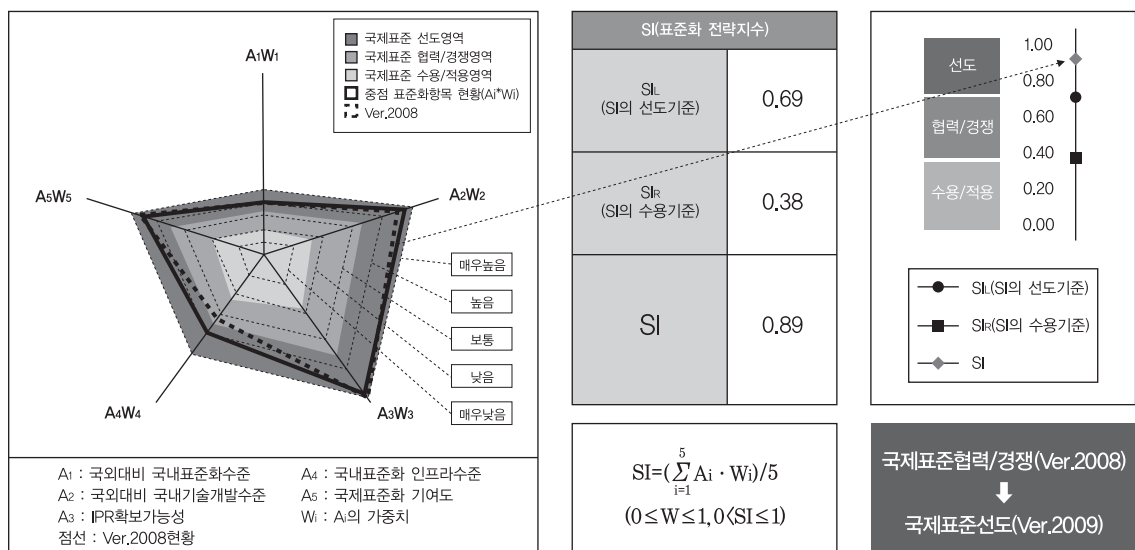 국제표준 선도영역
국제표준 협력/경쟁영역
국제표준 수용/적용영역
중점 표준화항목 현황(Ai*Wi)
Ver.2008
A1W1
A2W2
A3W3
A4W4
A5W5
매우높음
높음
보통
낮음
매우낮음
A1 : 국외대비 국내표준화수준
A2 : 국외대비 국내기술개발수준
A3 : IPR확보가능성
점선 : Ver.2008현황
A4 : 국내표준화 인프라수준
A5 : 국제표준화 기여도
Wi : Ai의 가중치
SI(표준화 전략지수)
SIL
(SI의 선도기준)
0.69
SIR
(SI의 수용기준)
0.38
SI
0.89
SI=(5∑i=1 Ai · Wi)/5
(0≤W≤1, 0〈SI≤1)
선도
협력/경쟁
수용/적용
1.00
0.80
0.60
0.40
0.20
0.00
SIL(SI의 선도기준)
SIR(SI의 수용기준)
SI
국제표준협력/경쟁(Ver.2008)
국제표준선도(Ver.2009)